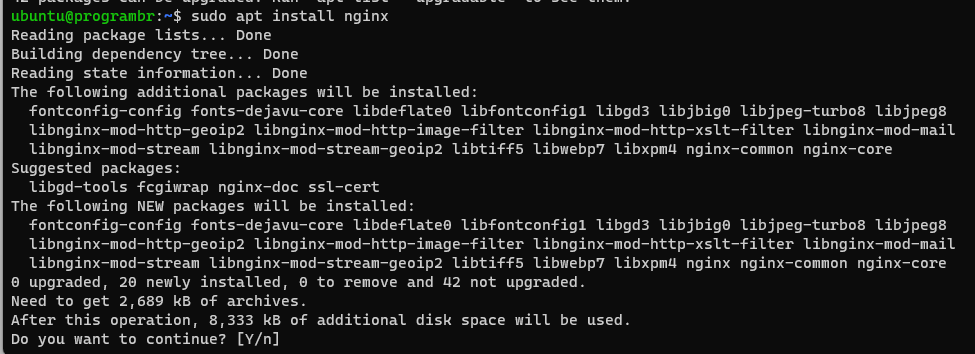 ubuntu@programbr:~$ sudo apt install nginx
Reading package lists... Done
Building dependency tree... Done
Reading state information... Done
The following additional packages will be installed:
  fontconfig-config fonts-dejavu-core libdeflate0 libfontconfig1 libgd3 libjbig0 libjpeg-turbo8 libjpeg8
  libnginx-mod-http-geoip2 libnginx-mod-http-image-filter libnginx-mod-http-xslt-filter libnginx-mod-mail
  libnginx-mod-stream libnginx-mod-stream-geoip2 libtiff5 libwebp7 libxpm4 nginx-common nginx-core
Suggested packages:
  libgd-tools fcgiwrap nginx-doc ssl-cert
The following NEW packages will be installed:
  fontconfig-config fonts-dejavu-core libdeflate0 libfontconfig1 libgd3 libjbig0 libjpeg-turbo8 libjpeg8
  libnginx-mod-http-geoip2 libnginx-mod-http-image-filter libnginx-mod-http-xslt-filter libnginx-mod-mail
  libnginx-mod-stream libnginx-mod-stream-geoip2 libtiff5 libwebp7 libxpm4 nginx nginx-common nginx-core
0 upgraded, 20 newly installed, 0 to remove and 42 not upgraded.
Need to get 2,689 kB of archives.
After this operation, 8,333 kB of additional disk space will be used.
Do you want to continue? [Y/n]